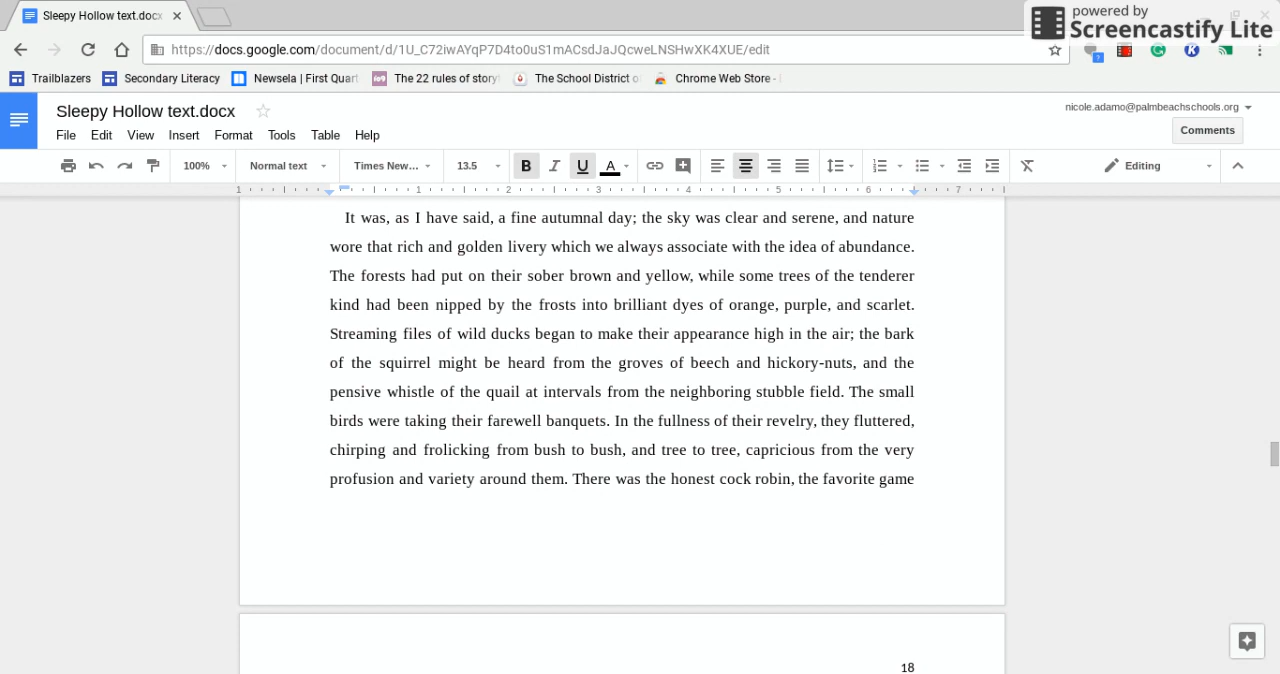 Sleepy Hollow text.docx
powered by
Screencastify Lite
https://docs.google.com/document/d/1U_C72iwAYqP7D4to0uS1mACsdJaJQcweLNSHwXK4XUE/edit
Trailblazers Secondary Literacy Newsela | First Quart The 22 rules of story The School District o Chrome Web Store -
Sleepy Hollow text.docx
nicole.adamo@palmbeachschools.org
File Edit View Insert Format Tools Table Help
Comments
100% Normal text Times New... 13.5 B I U A Editing
1 1 2 3 4 5 6 7
It was, as I have said, a fine autumnal day; the sky was clear and serene, and nature
wore that rich and golden livery which we always associate with the idea of abundance.
The forests had put on their sober brown and yellow, while some trees of the tenderer
kind had been nipped by the frosts into brilliant dyes of orange, purple, and scarlet.
Streaming files of wild ducks began to make their appearance high in the air; the bark
of the squirrel might be heard from the groves of beech and hickory-nuts, and the
pensive whistle of the quail at intervals from the neighboring stubble field. The small
birds were taking their farewell banquets. In the fullness of their revelry, they fluttered,
chirping and frolicking from bush to bush, and tree to tree, capricious from the very
profusion and variety around them. There was the honest cock robin, the favorite game
18